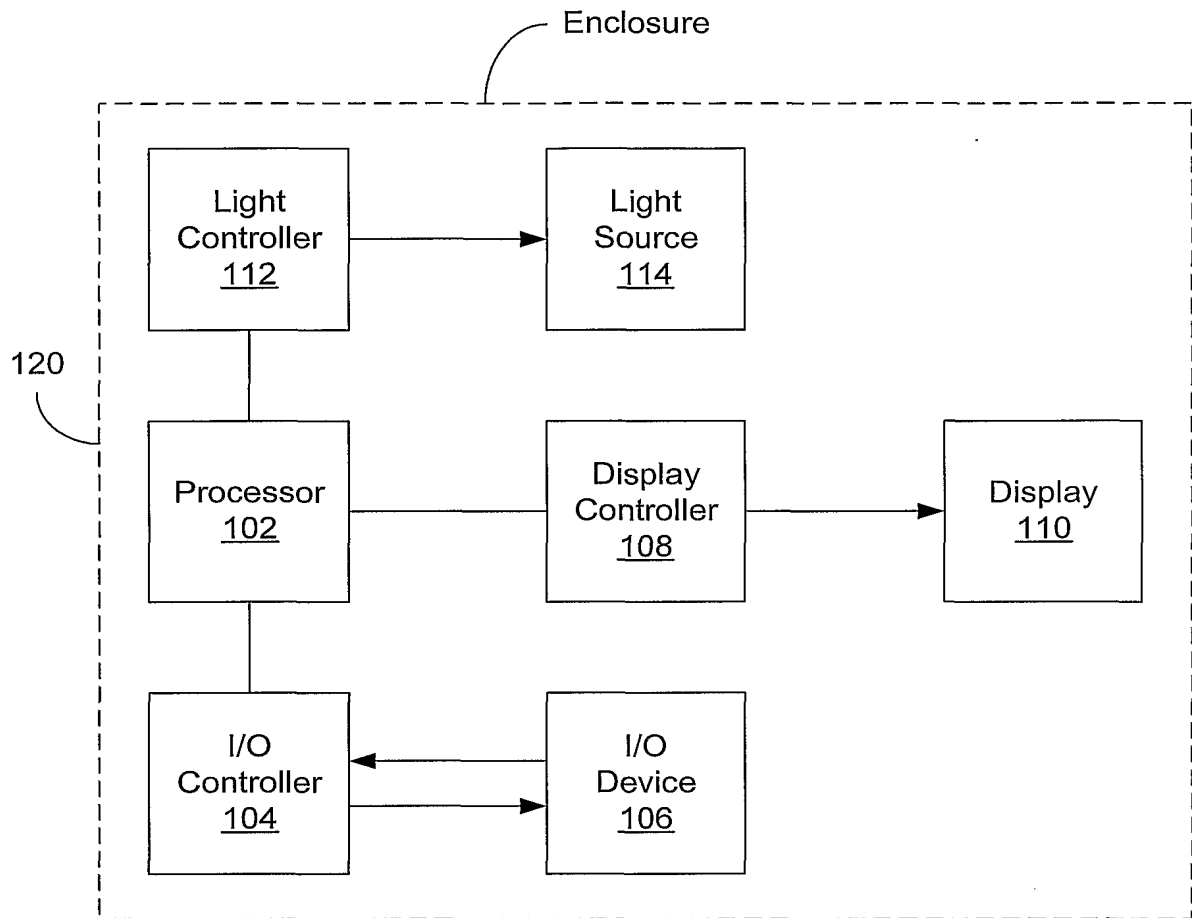 Enclosure
Light
Controller
112
Light
Source
114
120
Processor
102
Display
Controller
108
Display
110
I/O
Controller
104
I/O
Device
106